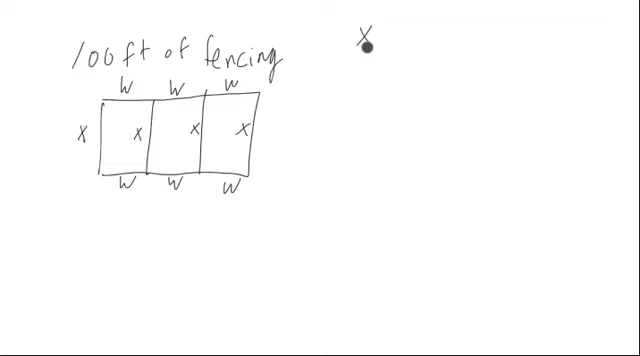 100 ft of fencing
X
W W W
X X X X
W W W